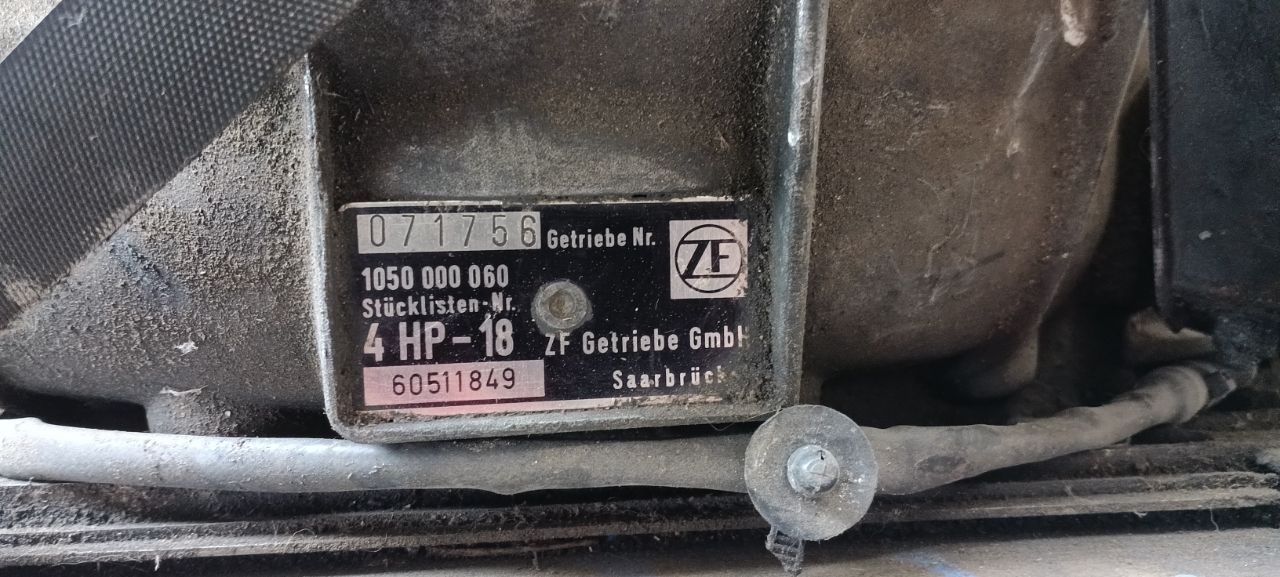 071756 Getriebe Nr. ZF
1050 000 060
Stücklisten-Nr.
4 HP-18 ZF Getriebe GmbH
60511849